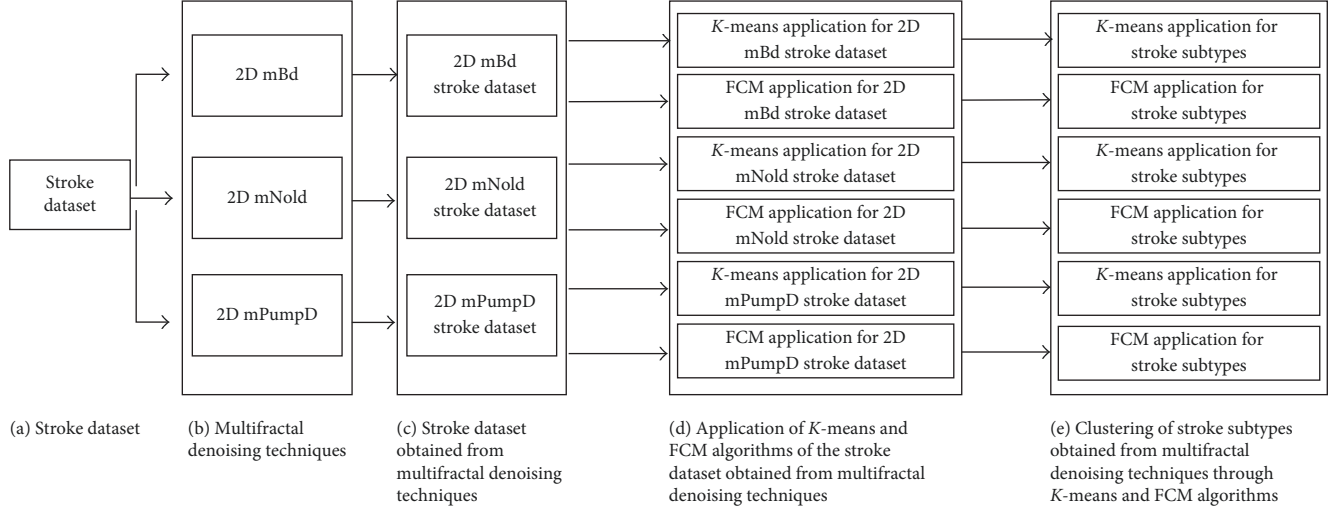 Stroke
dataset
2D mBd
2D mNold
2D mPumpD
2D mBd
stroke dataset
2D mNold
stroke dataset
2D mPumpD
stroke dataset
K-means application for 2D
mBd stroke dataset
FCM application for 2D
mBd stroke dataset
K-means application for 2D
mNold stroke dataset
FCM application for 2D
mNold stroke dataset
K-means application for 2D
mPumpD stroke dataset
FCM application for 2D
mPumpD stroke dataset
K-means application for
stroke subtypes
FCM application for
stroke subtypes
K-means application for
stroke subtypes
FCM application for
stroke subtypes
K-means application for
stroke subtypes
FCM application for
stroke subtypes
(a) Stroke dataset
(b) Multifractal
denoising techniques
(c) Stroke dataset
obtained from
multifractal denoising
techniques
(d) Application of K-means and
FCM algorithms of the stroke
dataset obtained from multifractal
denoising techniques
(e) Clustering of stroke subtypes
obtained from multifractal
denoising techniques through
K-means and FCM algorithms